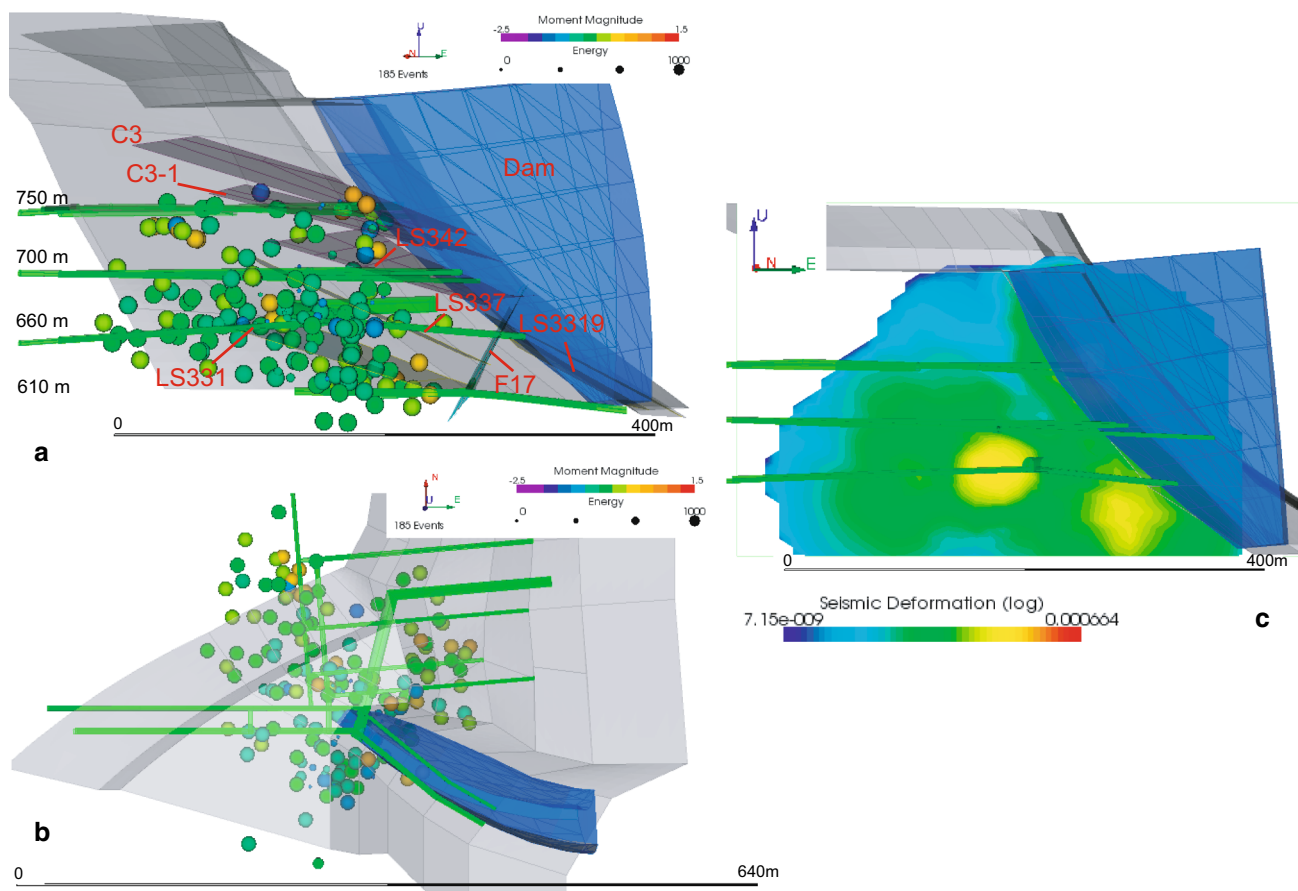 Moment Magnitude
-2.5 1.5
Energy
0 1000
185 Events
U
N E
C3
C3-1
Dam
750 m
LS342
700 m
LS337
660 m
LS3319
LS331
F17
610 m
0 400m
a
Moment Magnitude
-2.5 1.5
Energy
0 1000
185 Events
N
U E
b
0 640m
U
N E
0 400m
Seismic Deformation (log)
7.15e-009 0.000664
c